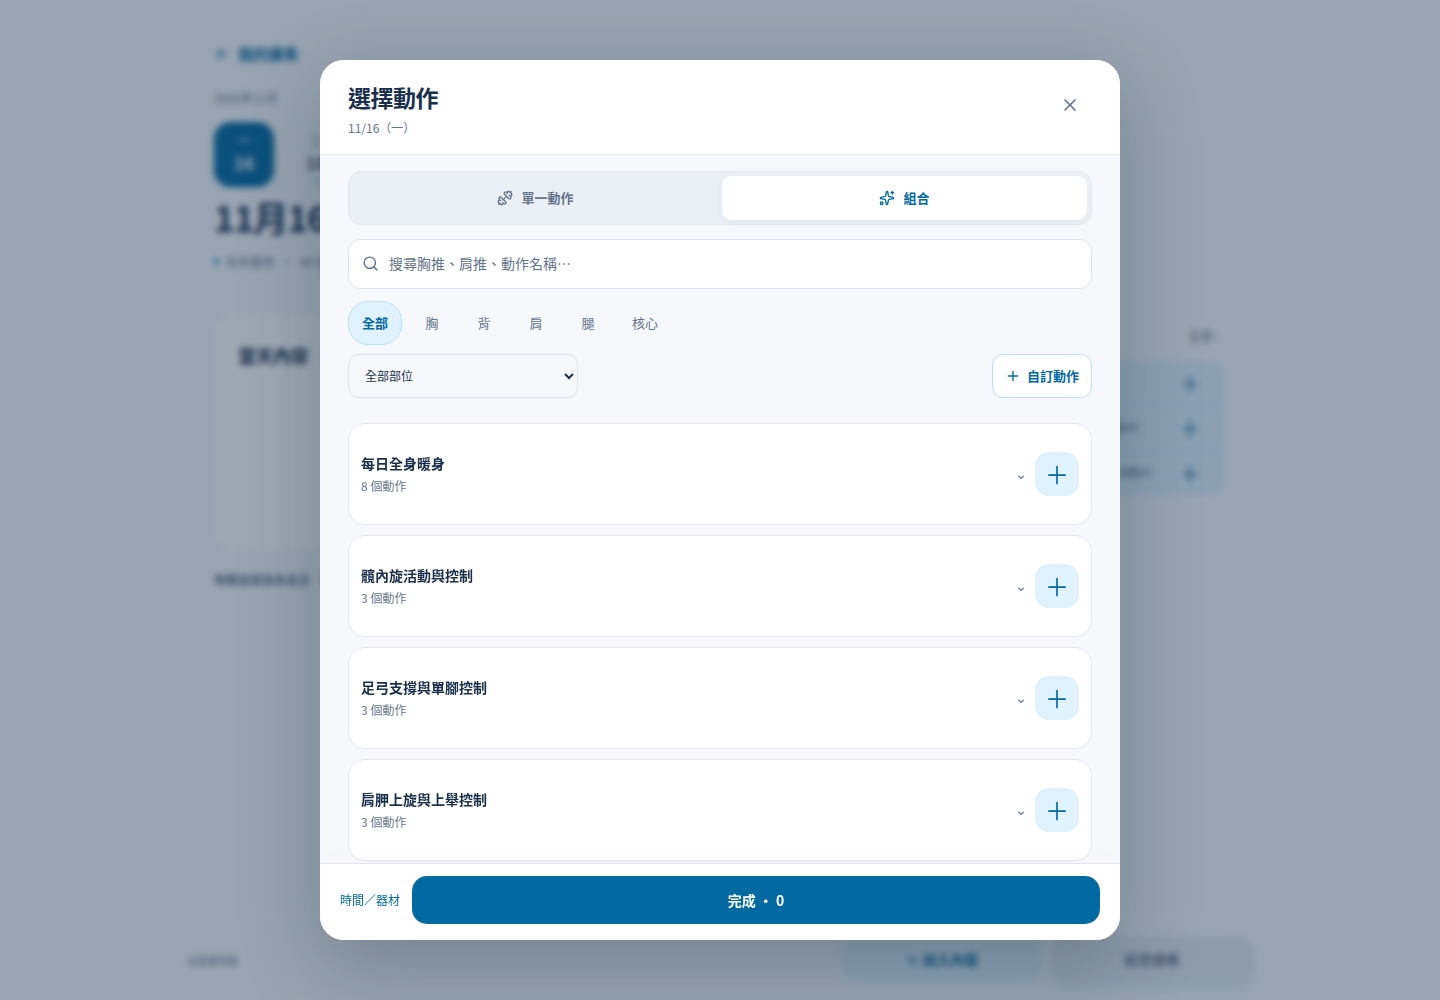 選擇動作
11/16（一）
單一動作
組合
搜尋胸推、肩推、動作名稱…
全部 胸 背 肩 腿 核心
全部部位
自訂動作
每日全身暖身
8 個動作
髖內旋活動與控制
3 個動作
足弓支撐與單腳控制
3 個動作
肩胛上旋與上舉控制
3 個動作
時間／器材
完成・0
11月16
當天內容
16